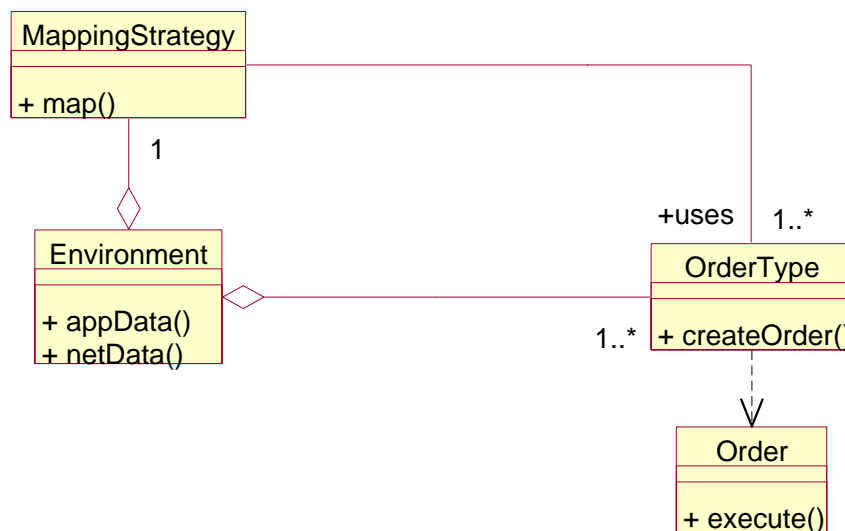 MappingStrategy
+ map()
1
+uses
1..*
Environment
+ appData()
+ netData()
OrderType
+ createOrder()
1..*
Order
+ execute()